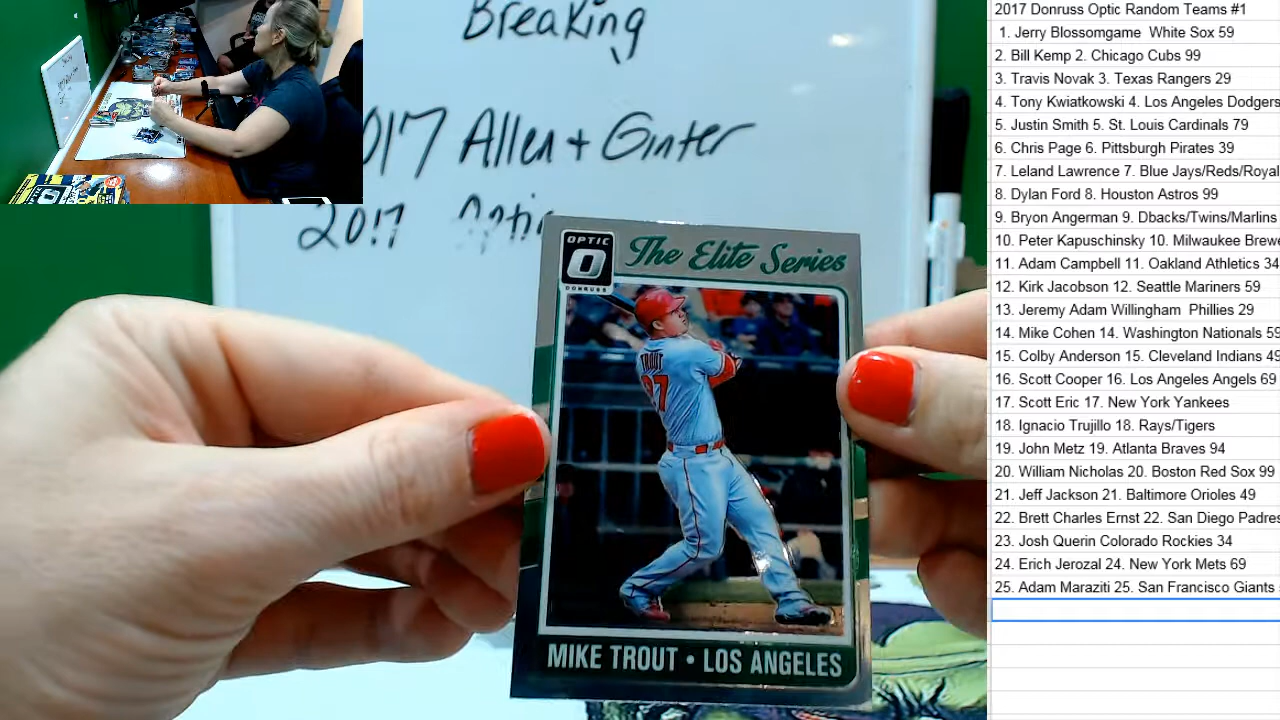 Breaking
2017 Allen + Ginter
2017 Optic
OPTIC
O
DONRUSS
The Elite Series
TROUT
27
MIKE TROUT • LOS ANGELES
2017 Donruss Optic Random Teams #1
1. Jerry Blossomgame White Sox 59
2. Bill Kemp 2. Chicago Cubs 99
3. Travis Novak 3. Texas Rangers 29
4. Tony Kwiatkowski 4. Los Angeles Dodgers
5. Justin Smith 5. St. Louis Cardinals 79
6. Chris Page 6. Pittsburgh Pirates 39
7. Leland Lawrence 7. Blue Jays/Reds/Royal
8. Dylan Ford 8. Houston Astros 99
9. Bryon Angerman 9. Dbacks/Twins/Marlins
10. Peter Kapuschinsky 10. Milwaukee Brewe
11. Adam Campbell 11. Oakland Athletics 34
12. Kirk Jacobson 12. Seattle Mariners 59
13. Jeremy Adam Willingham Phillies 29
14. Mike Cohen 14. Washington Nationals 59
15. Colby Anderson 15. Cleveland Indians 49
16. Scott Cooper 16. Los Angeles Angels 69
17. Scott Eric 17. New York Yankees
18. Ignacio Trujillo 18. Rays/Tigers
19. John Metz 19. Atlanta Braves 94
20. William Nicholas 20. Boston Red Sox 99
21. Jeff Jackson 21. Baltimore Orioles 49
22. Brett Charles Ernst 22. San Diego Padres
23. Josh Querin Colorado Rockies 34
24. Erich Jerozal 24. New York Mets 69
25. Adam Maraziti 25. San Francisco Giants